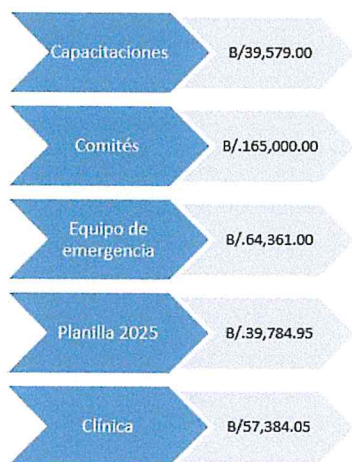 Capacitaciones B/39,579.00
Comités B/.165,000.00
Equipo de
emergencia B/.64,361.00
Planilla 2025 B/.39,784.95
Clínica B/57,384.05